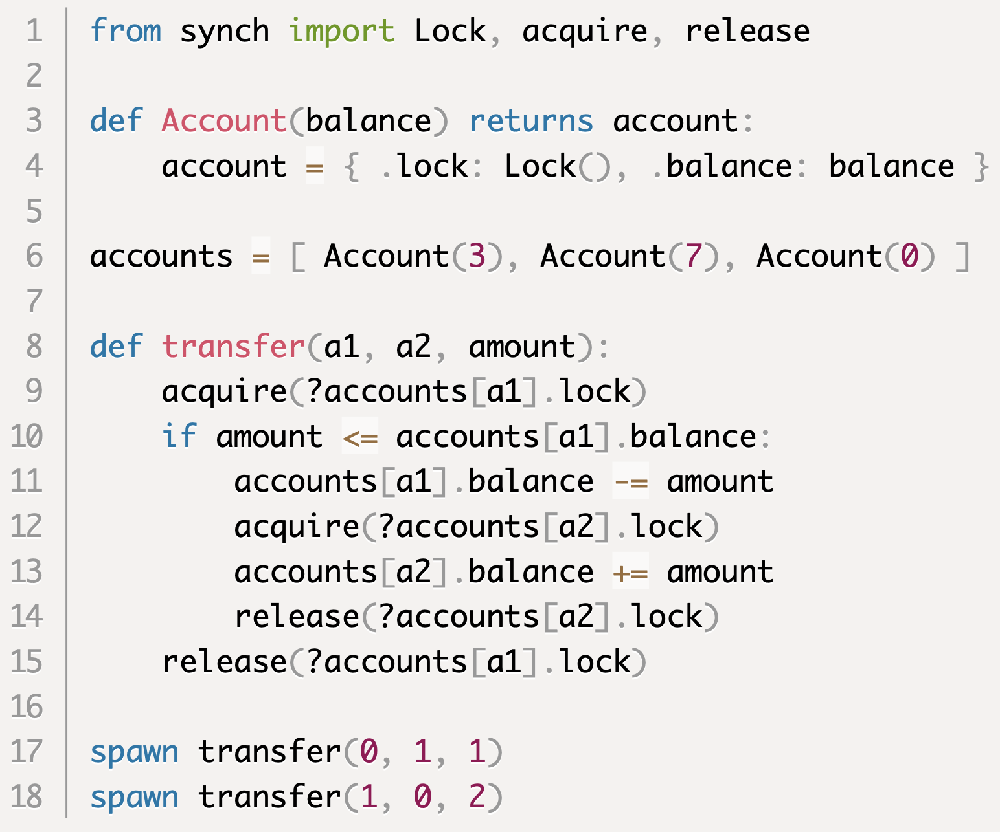 1 from synch import Lock, acquire, release
2
3 def Account(balance) returns account:
4     account = { .lock: Lock(), .balance: balance }
5
6 accounts = [ Account(3), Account(7), Account(0) ]
7
8 def transfer(a1, a2, amount):
9     acquire(?accounts[a1].lock)
10     if amount <= accounts[a1].balance:
11         accounts[a1].balance -= amount
12         acquire(?accounts[a2].lock)
13         accounts[a2].balance += amount
14         release(?accounts[a2].lock)
15     release(?accounts[a1].lock)
16
17 spawn transfer(0, 1, 1)
18 spawn transfer(1, 0, 2)